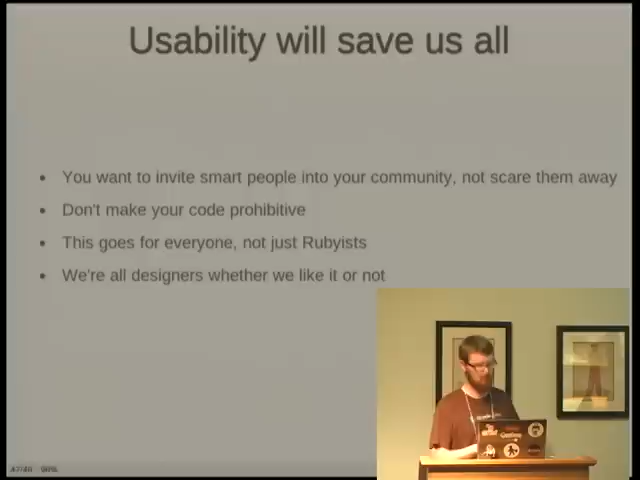 Usability will save us all
You want to invite smart people into your community, not scare them away
Don't make your code prohibitive
This goes for everyone, not just Rubyists
We're all designers whether we like it or not